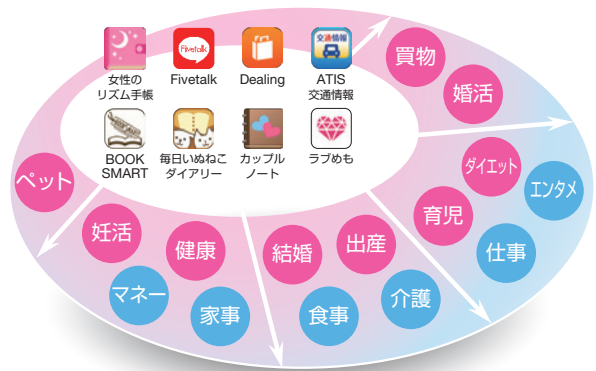 交通情報
Fivetalk
女性の
リズム手帳
Fivetalk
Dealing
ATIS
交通情報
BOOK
SMART
毎日いぬねこ
ダイアリー
カップル
ノート
ラブめも
買物
婚活
ペット
ダイエット
エンタメ
育児
仕事
妊活
健康
結婚
出産
マネー
家事
食事
介護